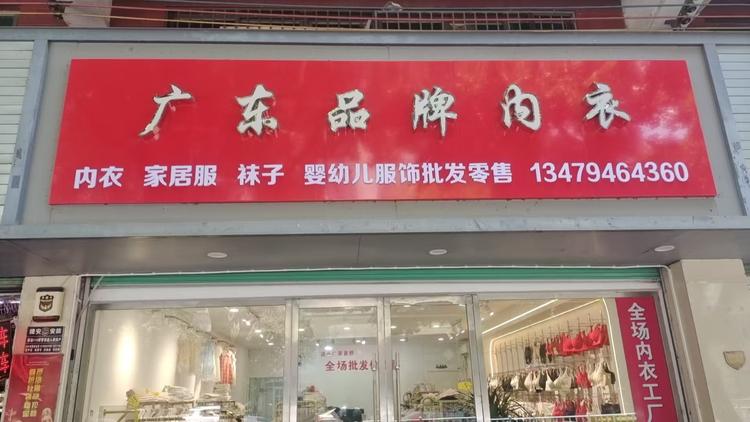 广东品牌内衣
内衣 家居服 袜子 婴幼儿服饰批发零售 13479464360
全场批发
全场内衣工厂